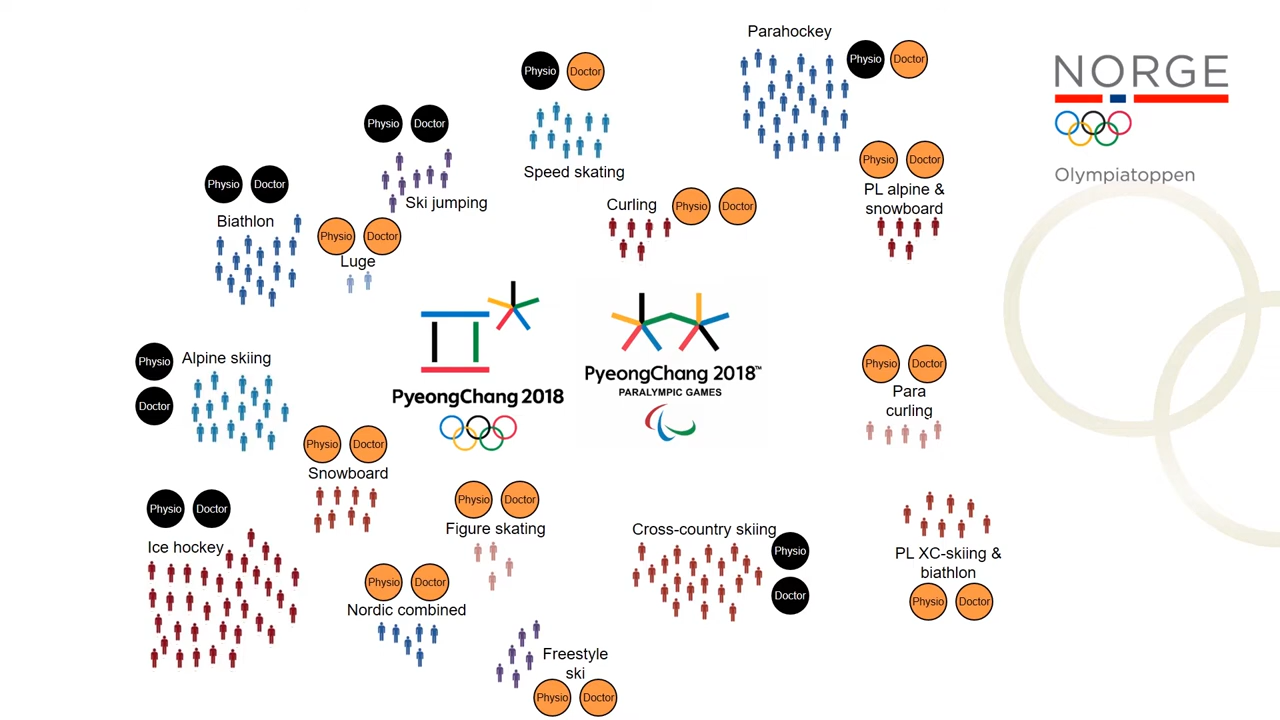 Parahockey
Physio Doctor
NORGE
Olympiatoppen
Physio Doctor
Speed skating
Physio Doctor
Ski jumping
Physio Doctor
PL alpine &
snowboard
Physio Doctor
Biathlon
Physio Doctor
Luge
Curling Physio Doctor
PyeongChang 2018
PyeongChang 2018™
PARALYMPIC GAMES
Physio Alpine skiing
Doctor
Physio Doctor
Para
curling
Physio Doctor
Snowboard
Physio Doctor
Ice hockey
Physio Doctor
Figure skating
Cross-country skiing
Physio
Doctor
PL XC-skiing &
biathlon
Physio Doctor
Physio Doctor
Nordic combined
Freestyle
ski
Physio Doctor